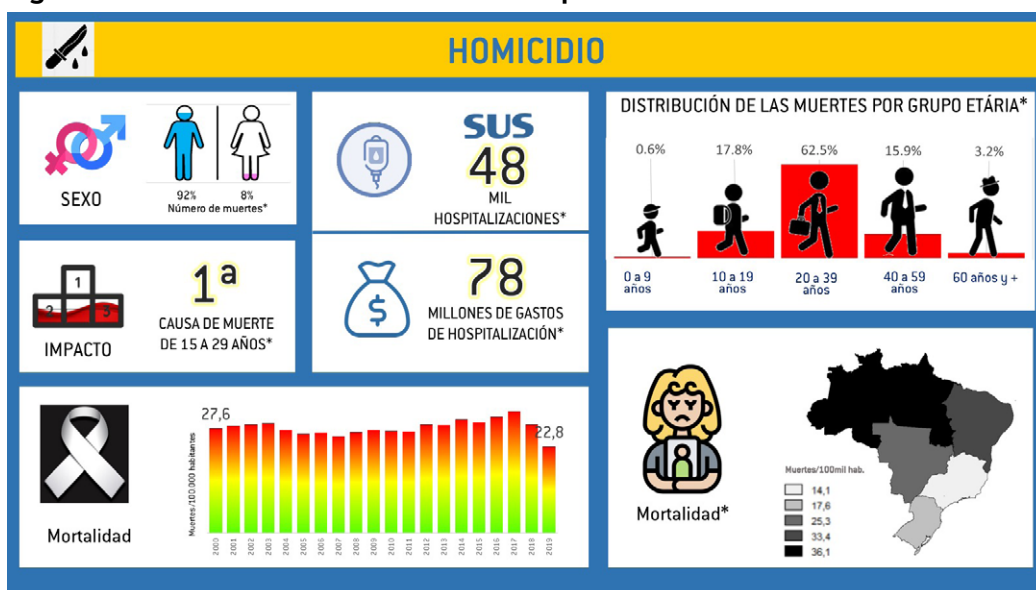 HOMICIDIO
SEXO
92%
8%
Número de muertes*
SUS
48
MIL
HOSPITALIZACIONES*
DISTRIBUCIÓN DE LAS MUERTES POR GRUPO ETÁRIA*
0.6%
17.8%
62.5%
15.9%
3.2%
0 a 9
años
10 a 19
años
20 a 39
años
40 a 59
años
60 años y +
1
2
3
IMPACTO
1ª
CAUSA DE MUERTE
DE 15 A 29 AÑOS*
$
78
MILLONES DE GASTOS
DE HOSPITALIZACIÓN*
Mortalidad
Muertes/100.000 habitantes
27,6
22,8
2000
2001
2002
2003
2004
2005
2006
2007
2008
2009
2010
2011
2012
2013
2014
2015
2016
2017
2018
2019
Mortalidad*
Muertes/100mil hab.
14,1
17,6
25,3
33,4
36,1